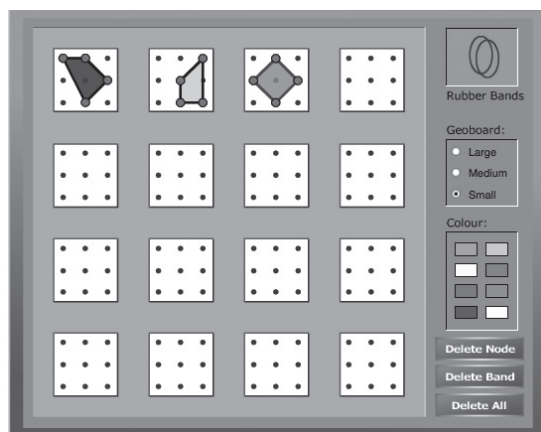 Rubber Bands
Geoboard:
Large
Medium
Small
Colour:
Delete Node
Delete Band
Delete All